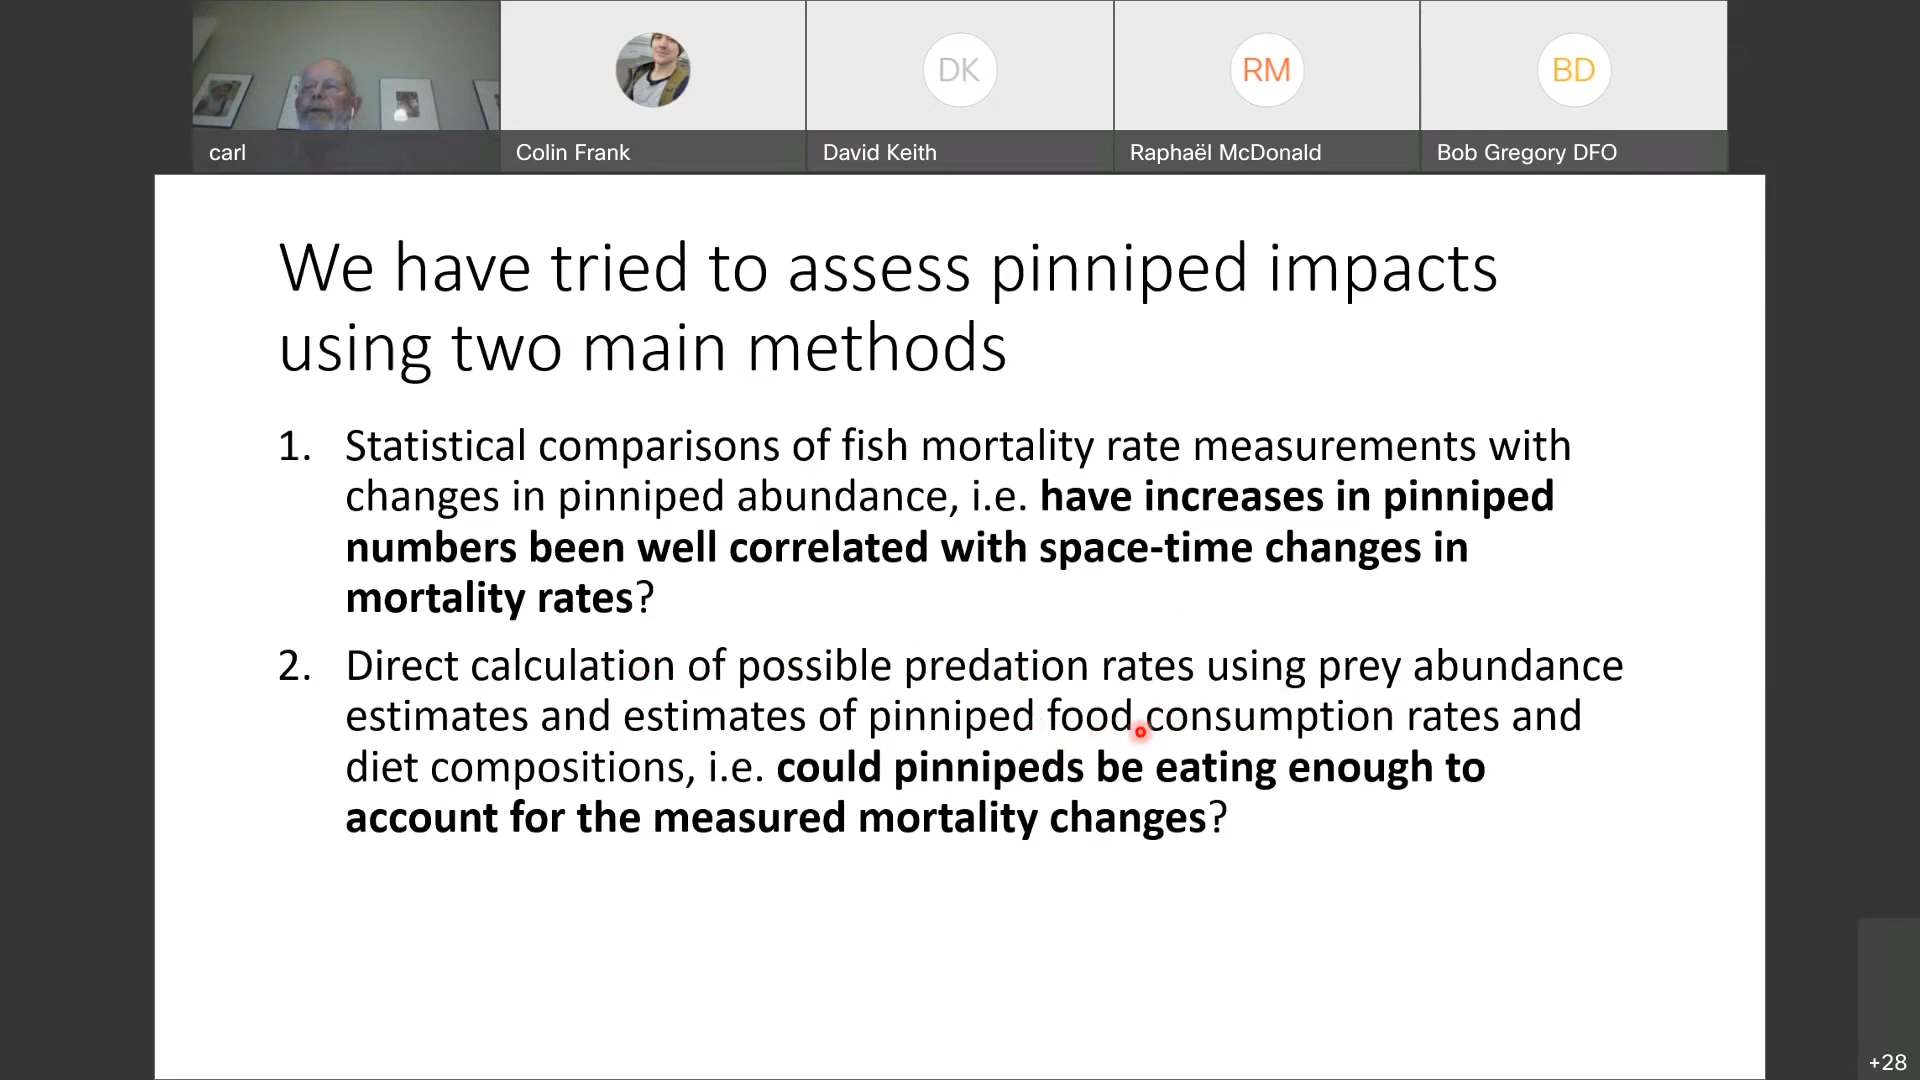 DK
RM
BD
carl
Colin Frank
David Keith
Raphaël McDonald
Bob Gregory DFO
We have tried to assess pinniped impacts
using two main methods
1. Statistical comparisons of fish mortality rate measurements with
changes in pinniped abundance, i.e. have increases in pinniped
numbers been well correlated with space-time changes in
mortality rates?
2. Direct calculation of possible predation rates using prey abundance
estimates and estimates of pinniped food consumption rates and
diet compositions, i.e. could pinnipeds be eating enough to
account for the measured mortality changes?
+28